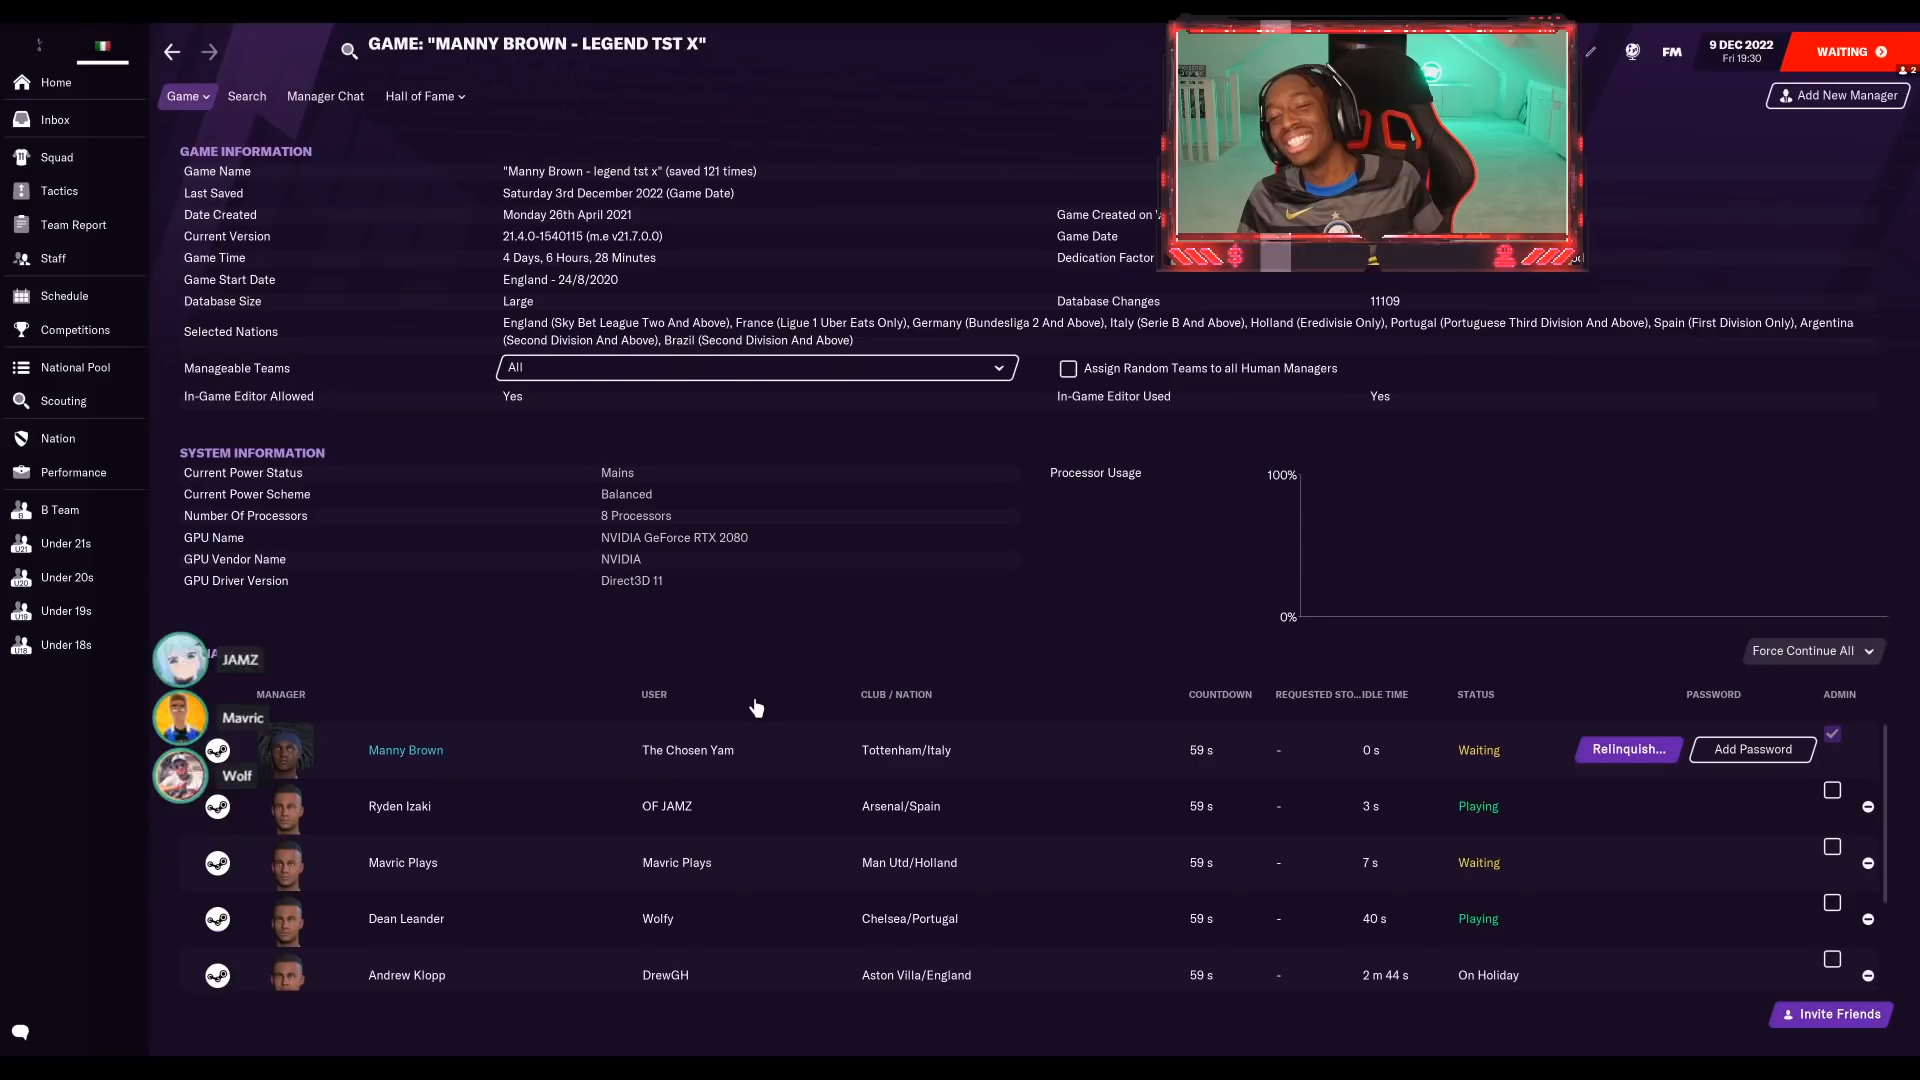 GAME: "MANNY BROWN - LEGEND TST X"
FM
9 DEC 2022
Fri 19:30
WAITING
2
Home
Inbox
Squad
Tactics
Team Report
Staff
Schedule
Competitions
National Pool
Scouting
Nation
Performance
B Team
Under 21s
Under 20s
Under 19s
Under 18s
Game
Search
Manager Chat
Hall of Fame
Add New Manager
GAME INFORMATION
Game Name "Manny Brown - legend tst x" (saved 121 times)
Last Saved Saturday 3rd December 2022 (Game Date)
Date Created Monday 26th April 2021 Game Created on
Current Version 21.4.0-1540115 (m.e v21.7.0.0) Game Date
Game Time 4 Days, 6 Hours, 28 Minutes Dedication Factor
Game Start Date England - 24/8/2020
Database Size Large Database Changes 11109
Selected Nations England (Sky Bet League Two And Above), France (Ligue 1 Uber Eats Only), Germany (Bundesliga 2 And Above), Italy (Serie B And Above), Holland (Eredivisie Only), Portugal (Portuguese Third Division And Above), Spain (First Division Only), Argentina
(Second Division And Above), Brazil (Second Division And Above)
Manageable Teams All Assign Random Teams to all Human Managers
In-Game Editor Allowed Yes In-Game Editor Used Yes
SYSTEM INFORMATION
Current Power Status Mains Processor Usage 100%
Current Power Scheme Balanced
Number Of Processors 8 Processors
GPU Name NVIDIA GeForce RTX 2080
GPU Vendor Name NVIDIA
GPU Driver Version Direct3D 11
0%
JAMZ
Mavric
Wolf
Force Continue All
MANAGER USER CLUB / NATION COUNTDOWN REQUESTED STO... IDLE TIME STATUS PASSWORD ADMIN
Manny Brown The Chosen Yam Tottenham/Italy 59 s - 0 s Waiting Relinquish... Add Password
Ryden Izaki OF JAMZ Arsenal/Spain 59 s - 3 s Playing
Mavric Plays Mavric Plays Man Utd/Holland 59 s - 7 s Waiting
Dean Leander Wolfy Chelsea/Portugal 59 s - 40 s Playing
Andrew Klopp DrewGH Aston Villa/England 59 s - 2 m 44 s On Holiday
Invite Friends